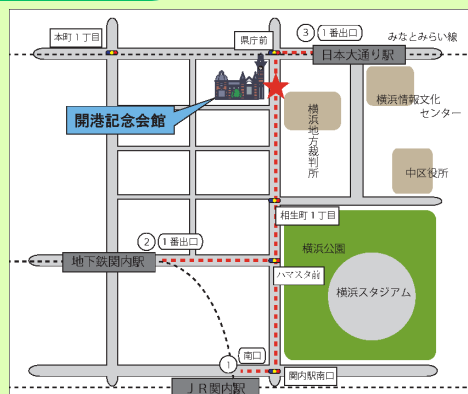 本町1丁目
県庁前
③ 1番出口
みなとみらい線
日本大通り駅
開港記念会館
横浜地方裁判所
横浜情報文化
センター
中区役所
相生町1丁目
② 1番出口
地下鉄関内駅
横浜公園
ハマスタ前
横浜スタジアム
① 南口
関内駅南口
JR関内駅